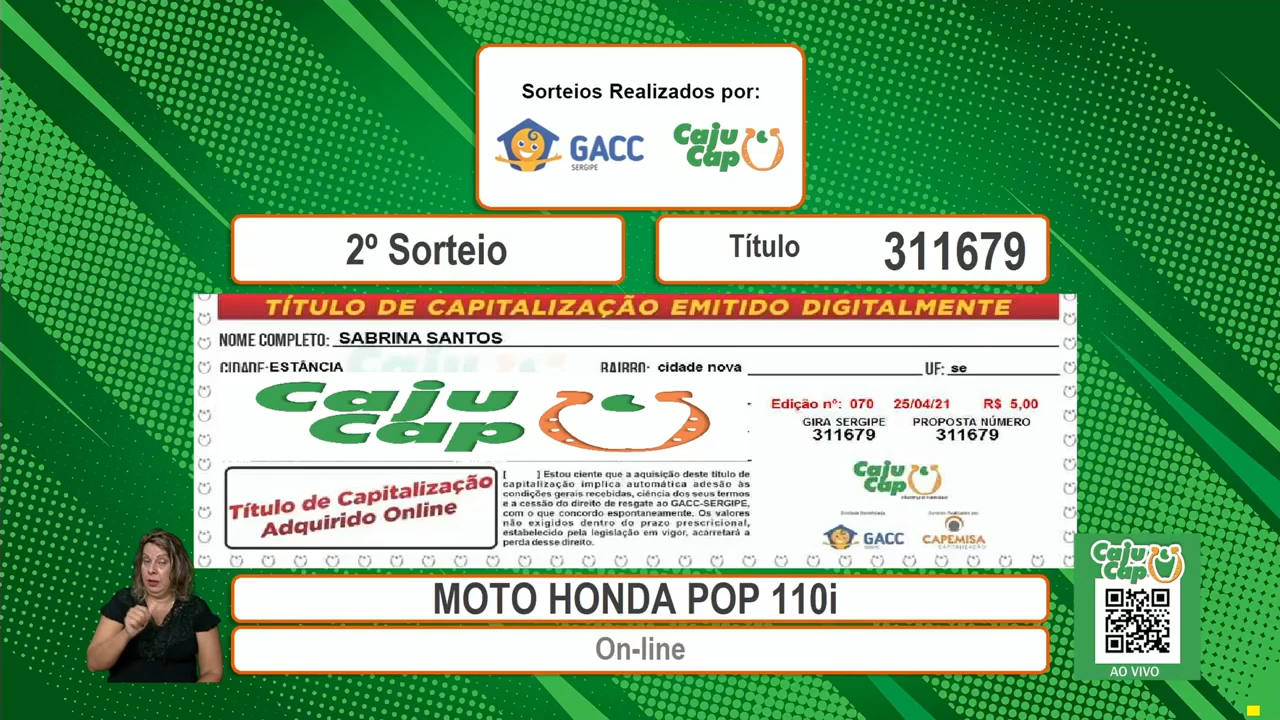 Sorteios Realizados por:
GACC
SERGIPE
Caju
Cap
2º Sorteio
Título 311679
TÍTULO DE CAPITALIZAÇÃO EMITIDO DIGITALMENTE
NOME COMPLETO: SABRINA SANTOS
CIDADE: ESTÂNCIA BAIRRO: cidade nova UF: se
Caju
Cap
Edição nº: 070 25/04/21 R$ 5,00
GIRA SERGIPE PROPOSTA NÚMERO
311679 311679
Título de Capitalização
Adquirido Online
[ ] Estou ciente que a aquisição deste título de
capitalização implica automática adesão às
condições gerais recebidas, ciência dos seus termos
e a cessão do direito de resgate ao GACC-SERGIPE,
com o que concordo espontaneamente. Os valores
não exigidos dentro do prazo prescricional,
estabelecido pela legislação em vigor, acarretará a
perda desse direito.
Caju
Cap
GACC
CAPEMISA
CAPITALIZAÇÃO
MOTO HONDA POP 110i
On-line
Caju
Cap
AO VIVO